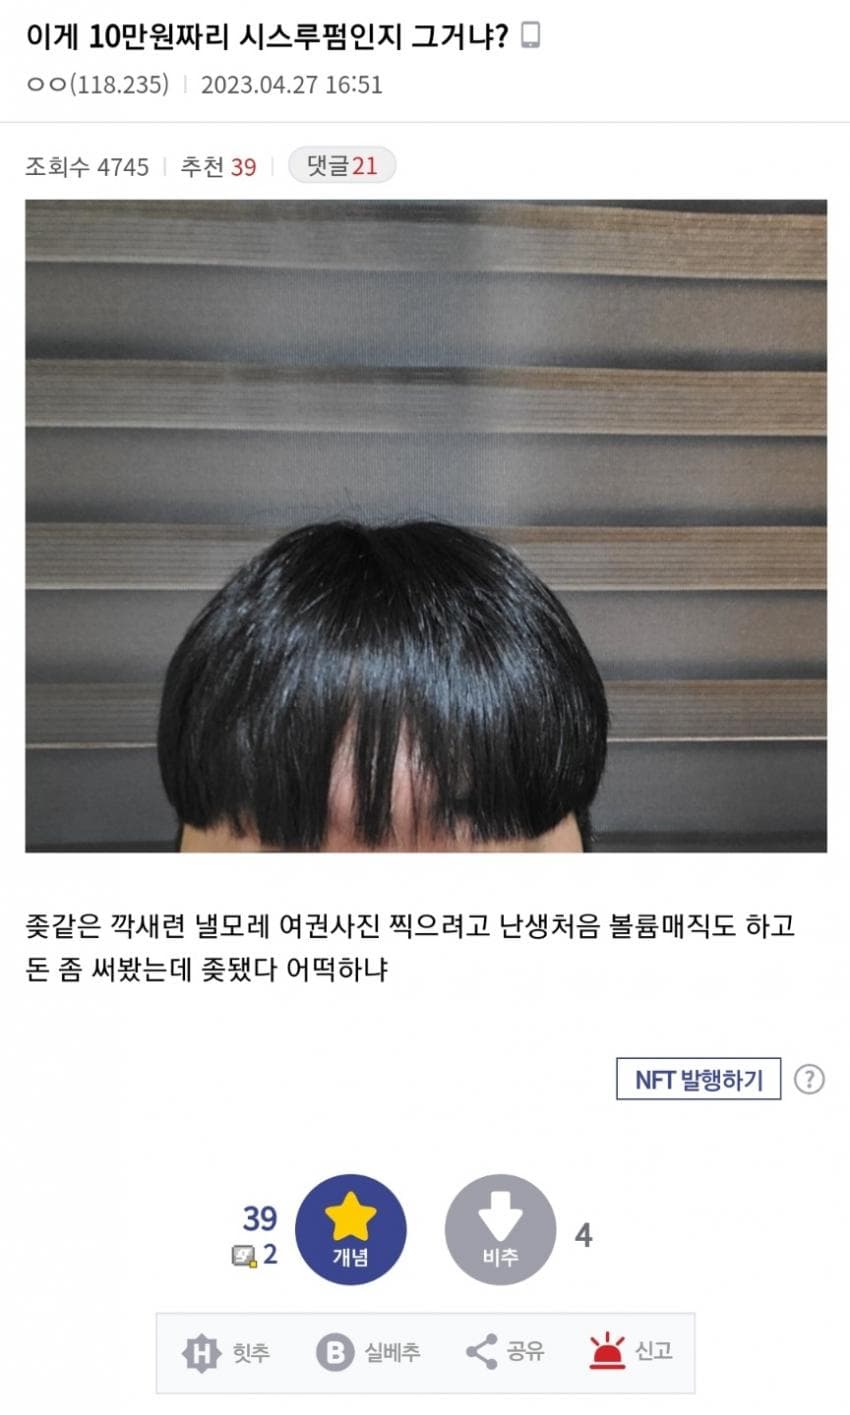 이게 10만원짜리 시스루펌인지 그거냐?
ㅇㅇ(118.235) 2023.04.27 16:51
조회수 4745 추천 39 댓글21
좆같은 깍새련 낼모레 여권사진 찍으려고 난생처음 볼륨매직도 하고
돈 좀 써봤는데 좆됐다 어떡하냐
NFT 발행하기 ?
39
2
개념
비추
4
H 힛추 B 실베추 공유 신고